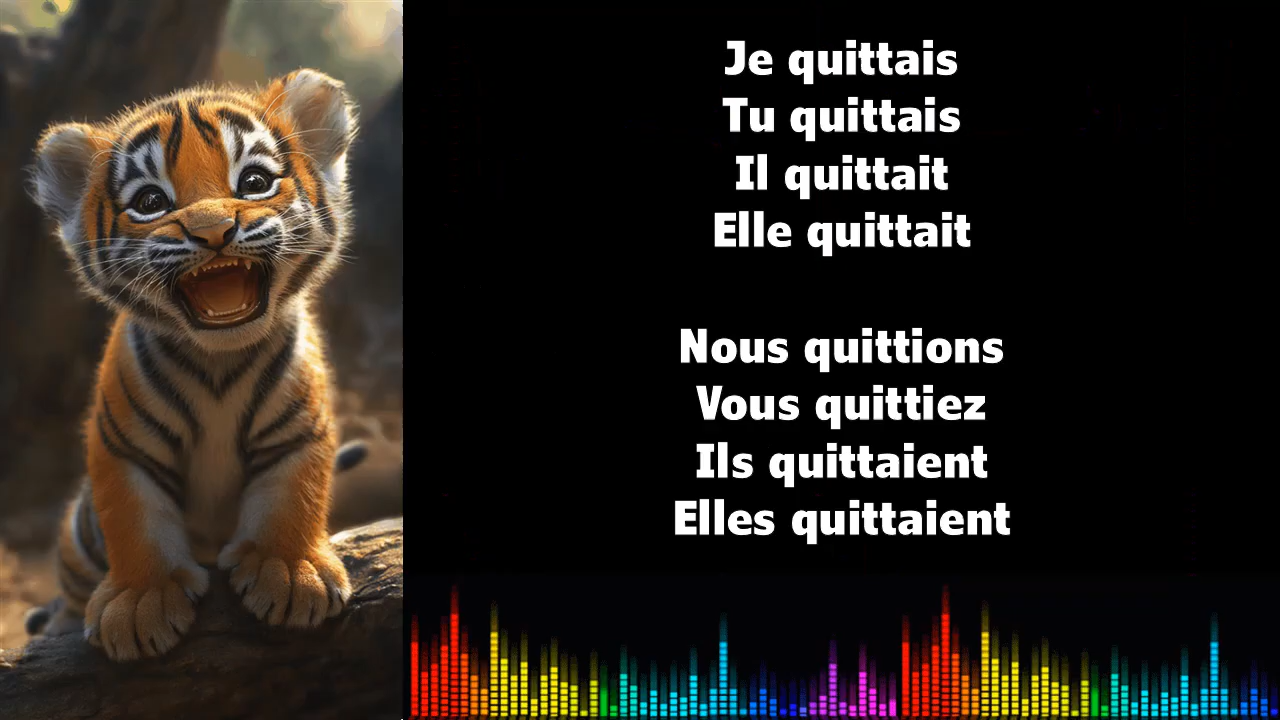 Je quittais
Tu quittais
Il quittait
Elle quittait
Nous quittions
Vous quittiez
Ils quittaient
Elles quittaient